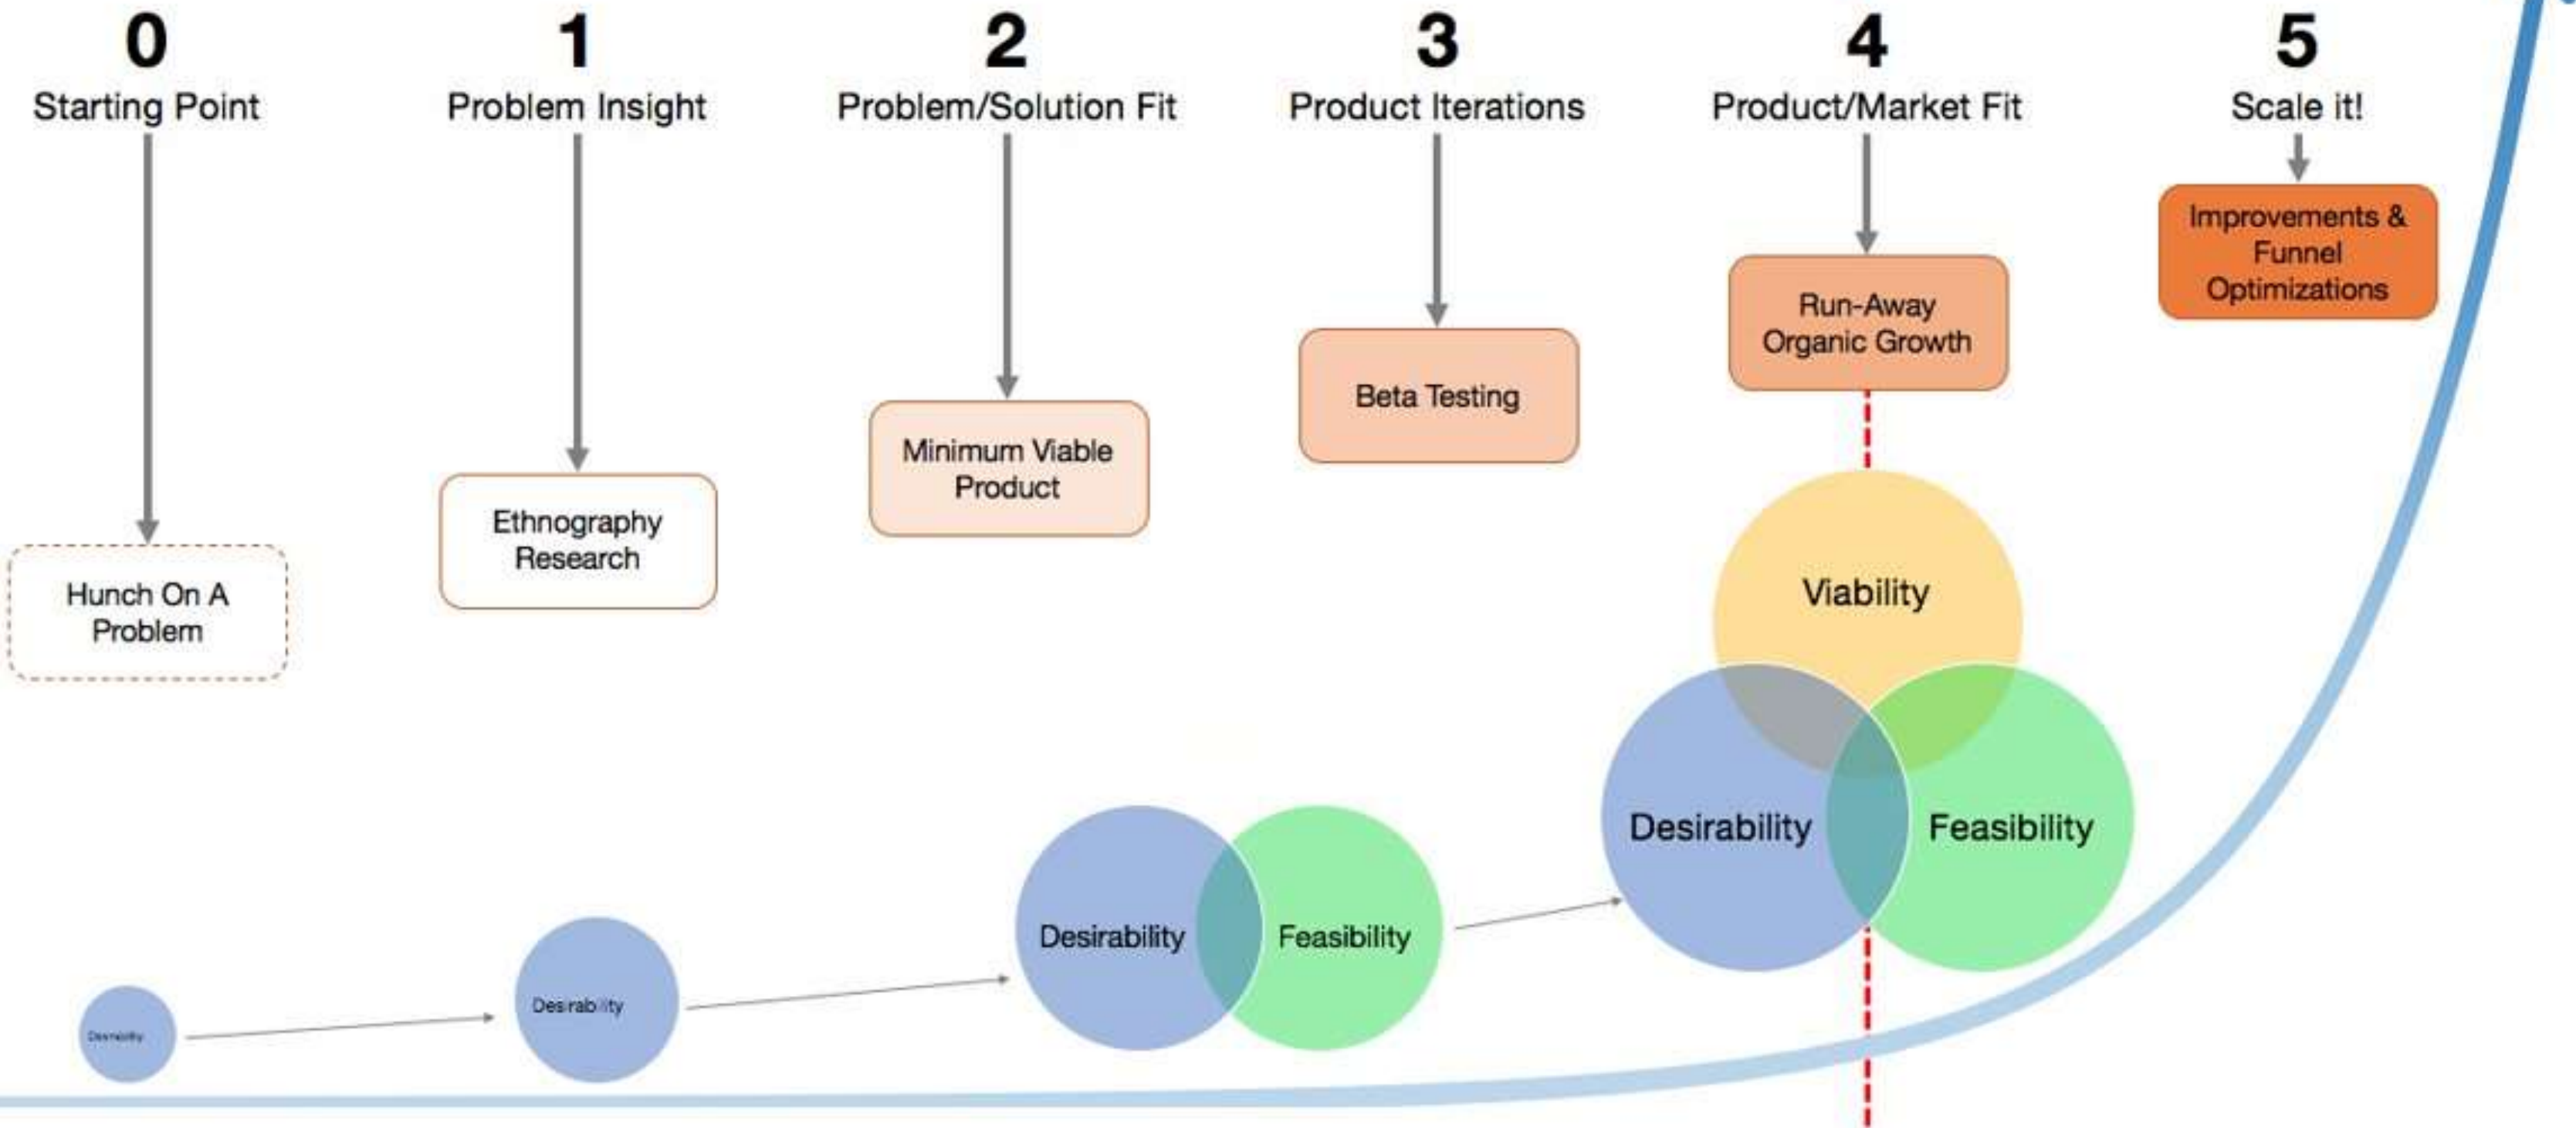 0
Starting Point
Hunch On A
Problem
1
Problem Insight
Ethnography
Research
2
Problem/Solution Fit
Minimum Viable
Product
3
Product Iterations
Beta Testing
4
Product/Market Fit
Run-Away
Organic Growth
5
Scale it!
Improvements &
Funnel
Optimizations
Desirability
Desirability
Desirability
Feasibility
Viability
Desirability
Feasibility